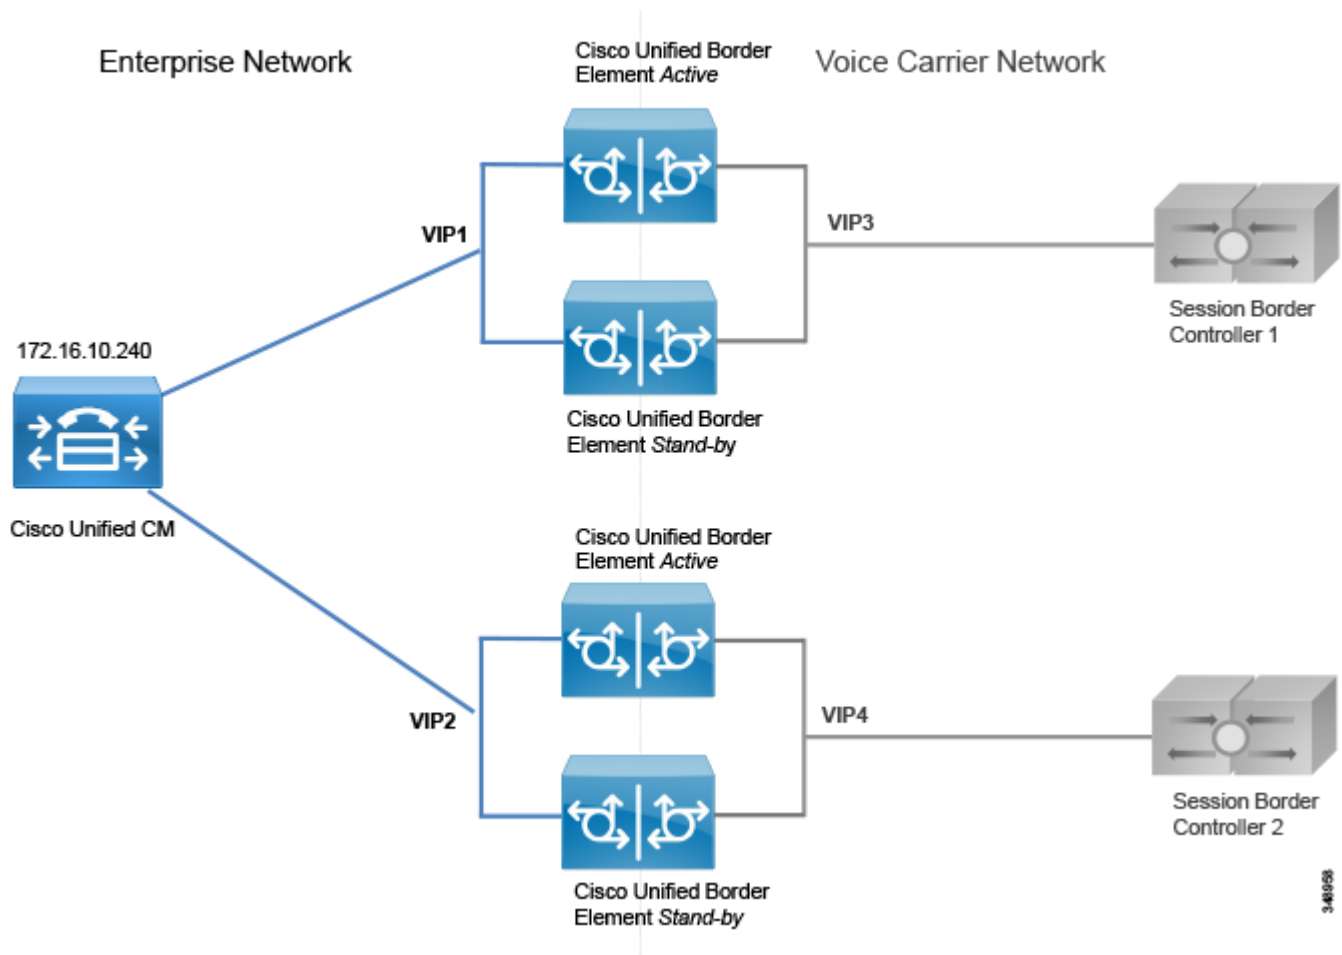 Enterprise Network
Cisco Unified Border
Element Active
Voice Carrier Network
VIP1
VIP3
Session Border
Controller 1
172.16.10.240
Cisco Unified CM
Cisco Unified Border
Element Stand-by
Cisco Unified Border
Element Active
VIP2
VIP4
Session Border
Controller 2
Cisco Unified Border
Element Stand-by
348958